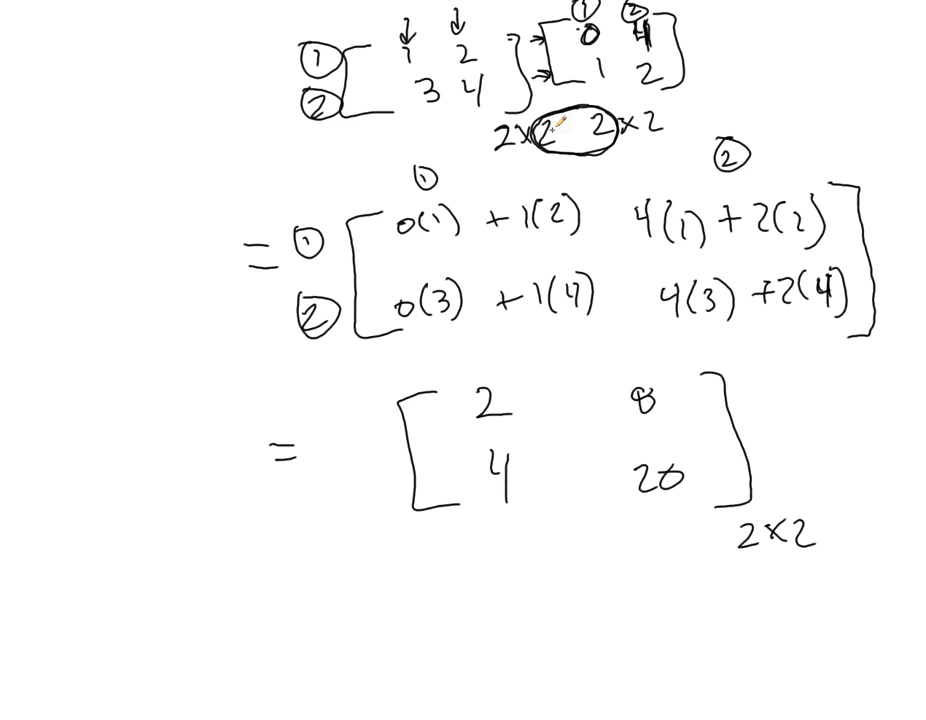 ① ②
① [ 1 2 ] [ 0 4 ]
② [ 3 4 ] [ 1 2 ]
2×2 2×2
① ②
= ① [ 0(1) + 1(2) 4(1) + 2(2) ]
② [ 0(3) + 1(4) 4(3) + 2(4) ]
= [ 2 8 ]
[ 4 20 ]
2×2